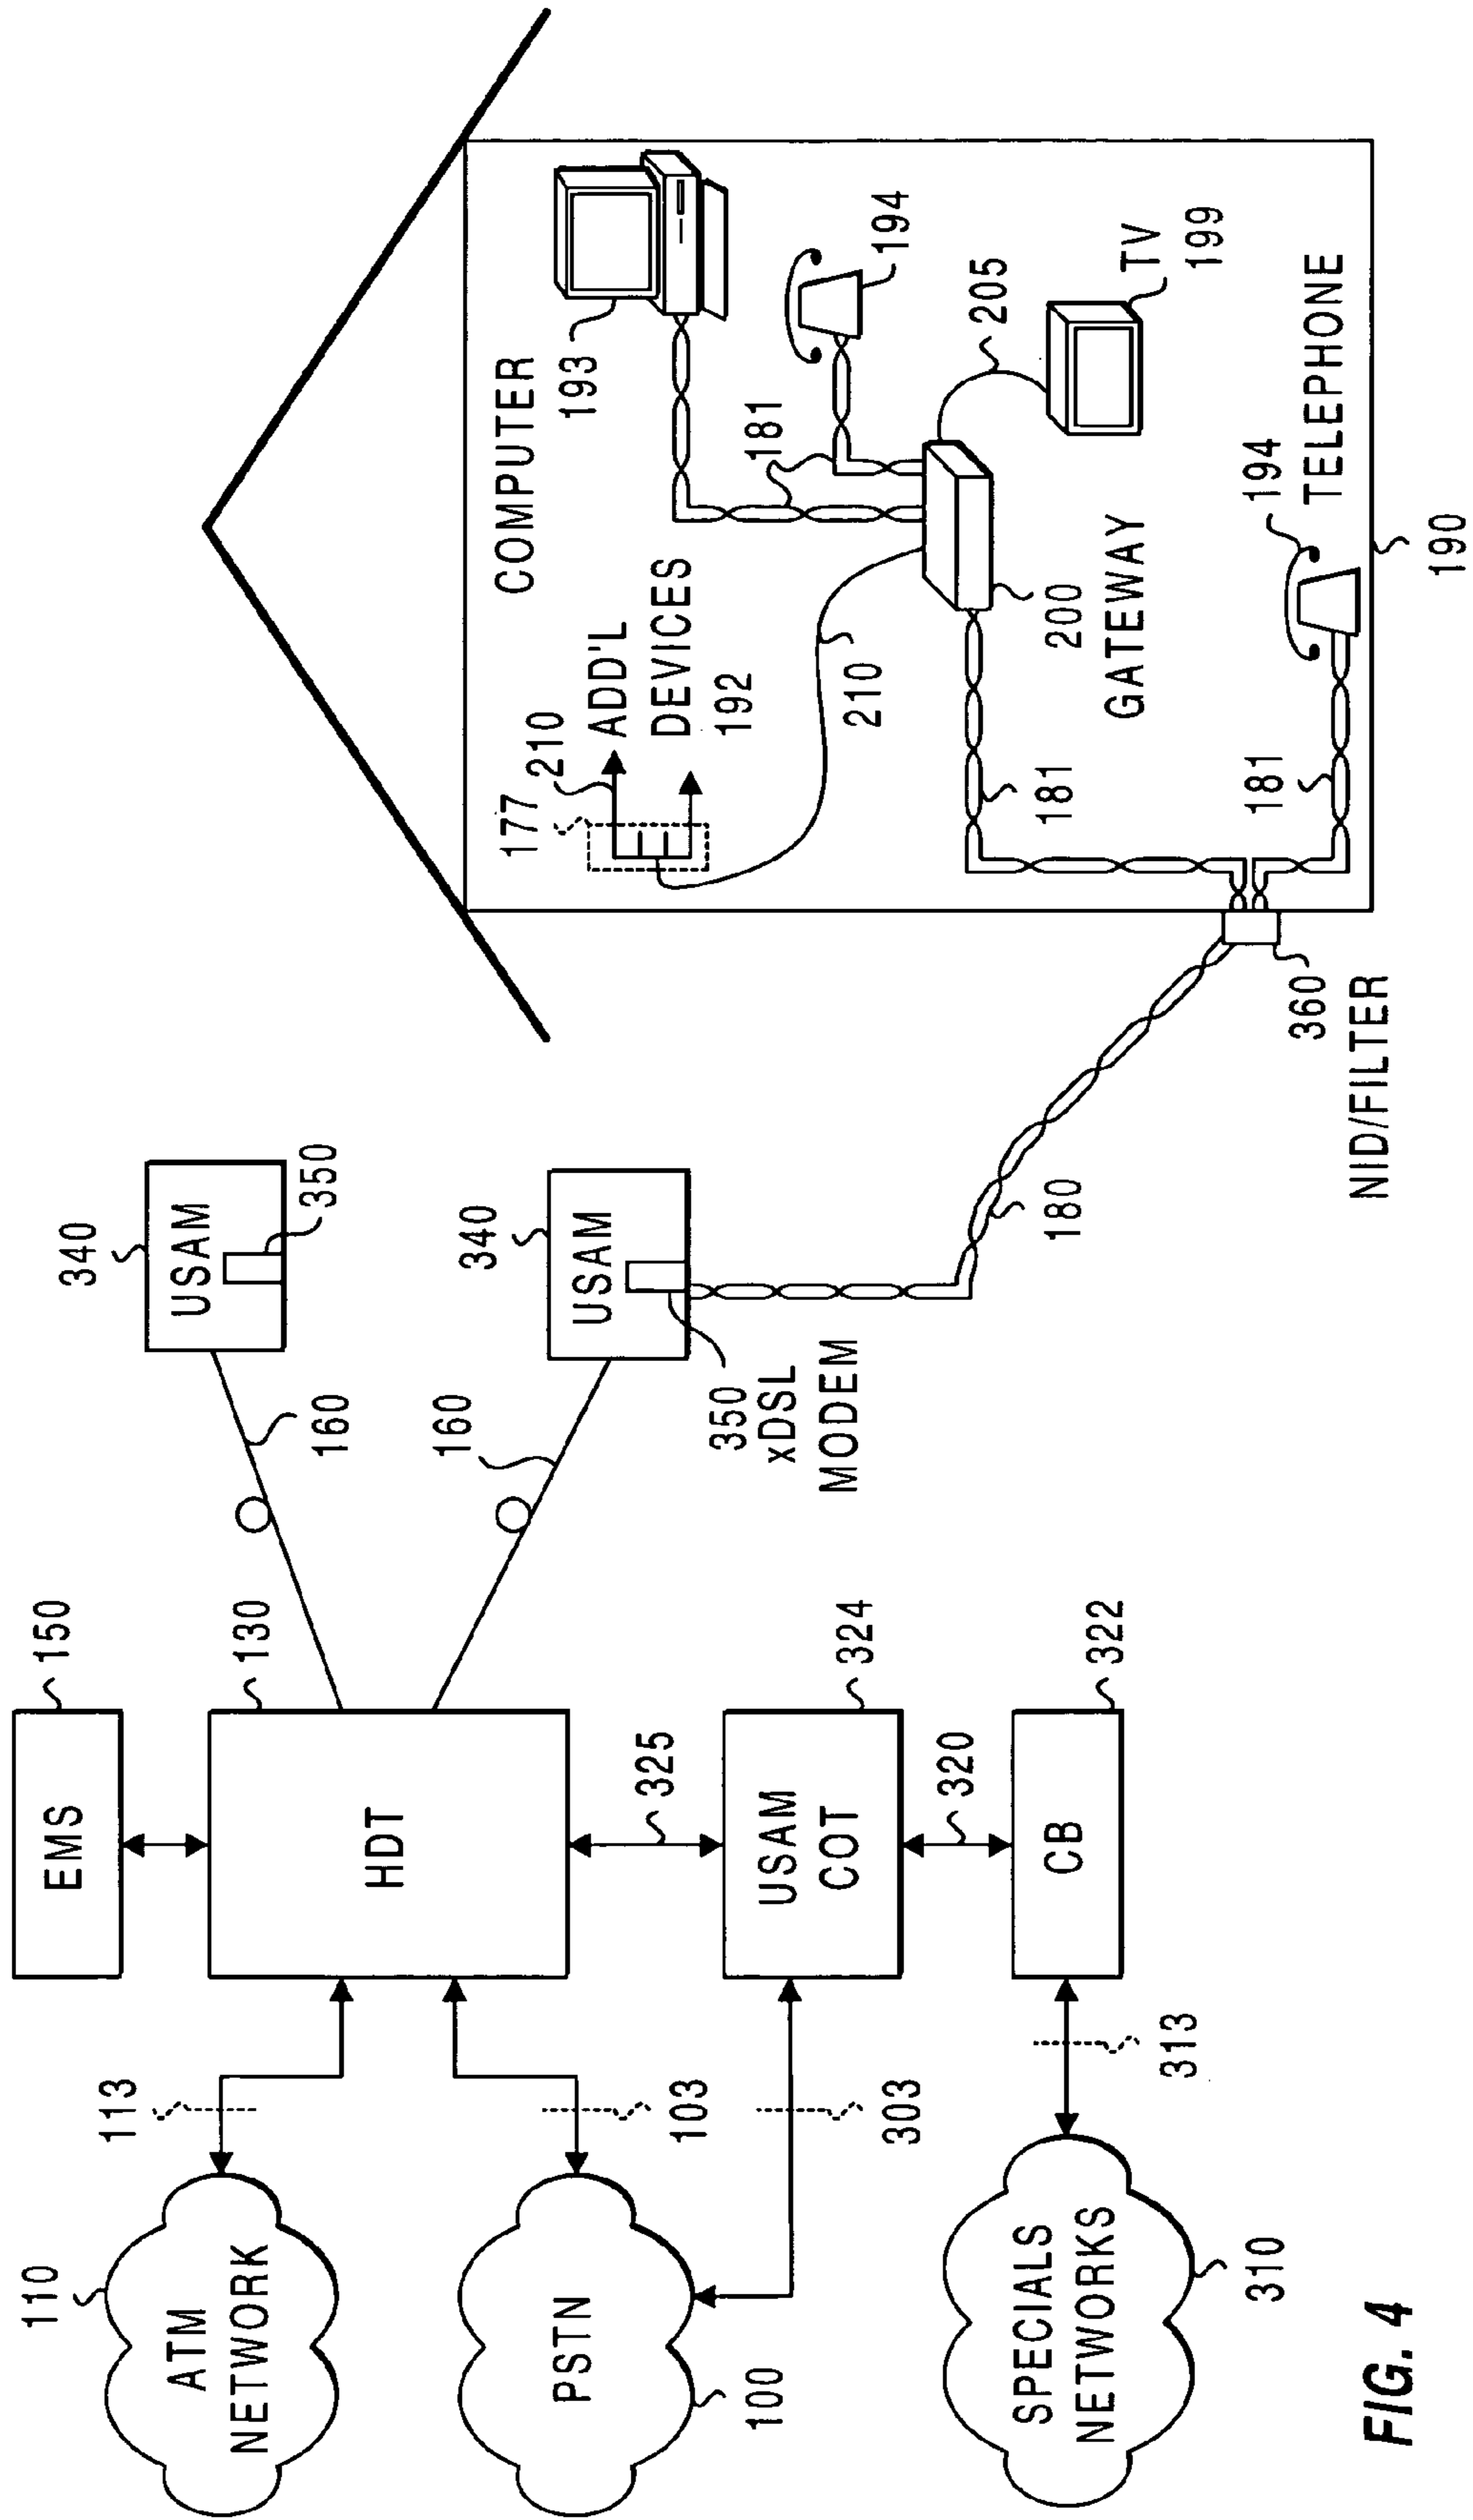 110
ATM
NETWORK
113
PSTN
100
103
303
SPECIALS
NETWORKS
310
313
EMS
150
HDT
130
325
USAM
COT
324
320
CB
322
160
160
340
USAM
350
340
USAM
350
xDSL
MODEM
180
NID/FILTER
360
177
210
ADD'L
DEVICES
192
COMPUTER
193
181
194
210
205
TV
199
200
GATEWAY
181
181
194
TELEPHONE
190
FIG. 4